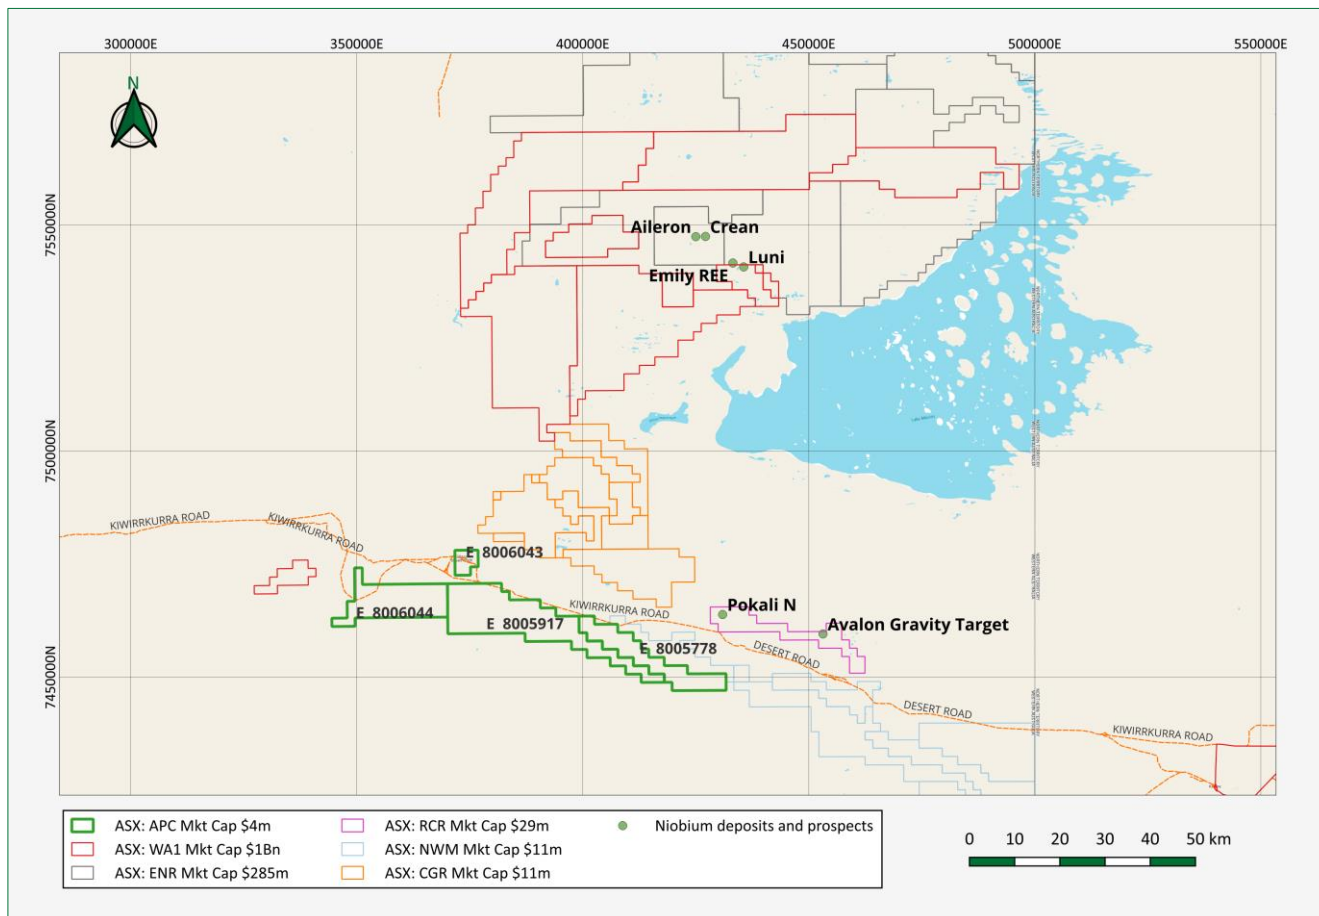 300000E 350000E 400000E 450000E 500000E 550000E
N
7550000N
Aileron Crean
Luni
Emily REE
7500000N
KIWIRRKURRA ROAD
KIWIRRKURRA ROAD
E 8006043
E 8006044
E 8005917
KIWIRRKURRA ROAD
E 8005778
Pokali N
Avalon Gravity Target
DESERT ROAD
7450000N
DESERT ROAD
KIWIRRKURRA ROAD
ASX: APC Mkt Cap $4m
ASX: WA1 Mkt Cap $1Bn
ASX: ENR Mkt Cap $285m
ASX: RCR Mkt Cap $29m
ASX: NWM Mkt Cap $11m
ASX: CGR Mkt Cap $11m
Niobium deposits and prospects
0 10 20 30 40 50 km